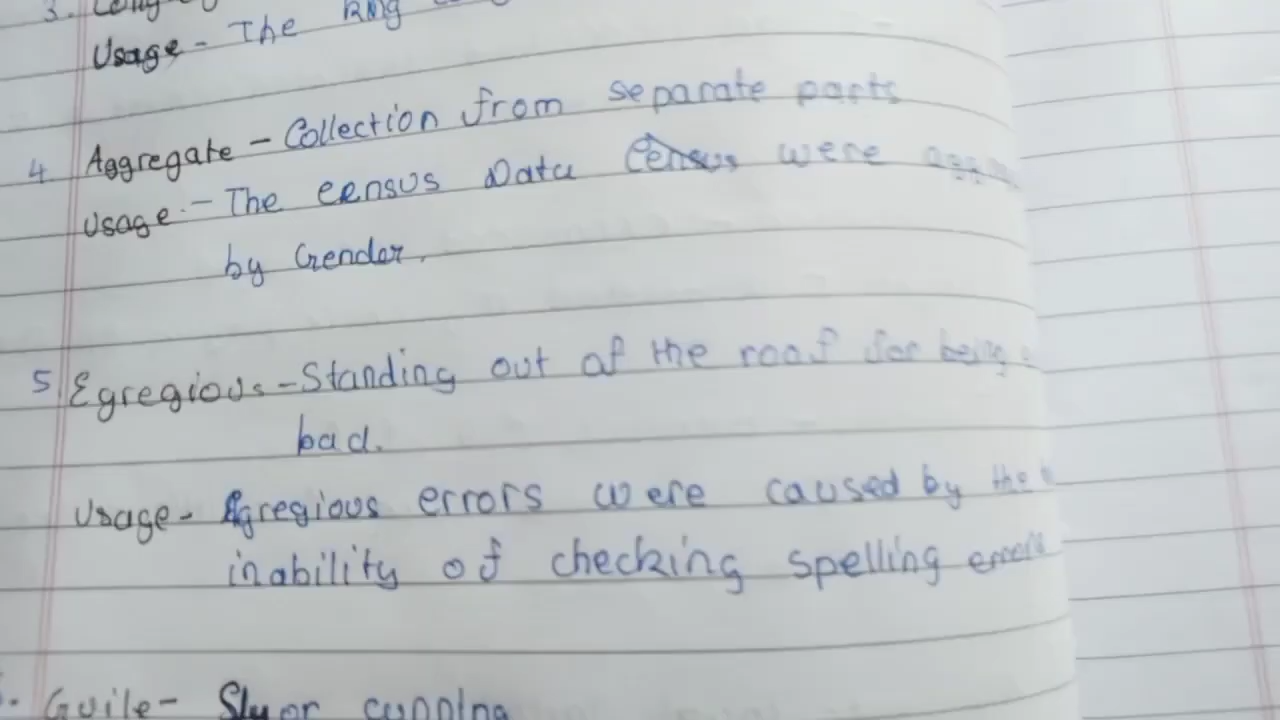 Usage - The
4 Aggregate - Collection from separate parts
Usage - The census Data Census were
by Gender.
5. Egregious - Standing out of the roof for being
bad.
Usage - Egregious errors were caused by the
inability of checking spelling errors
Guile - Sly or cunning